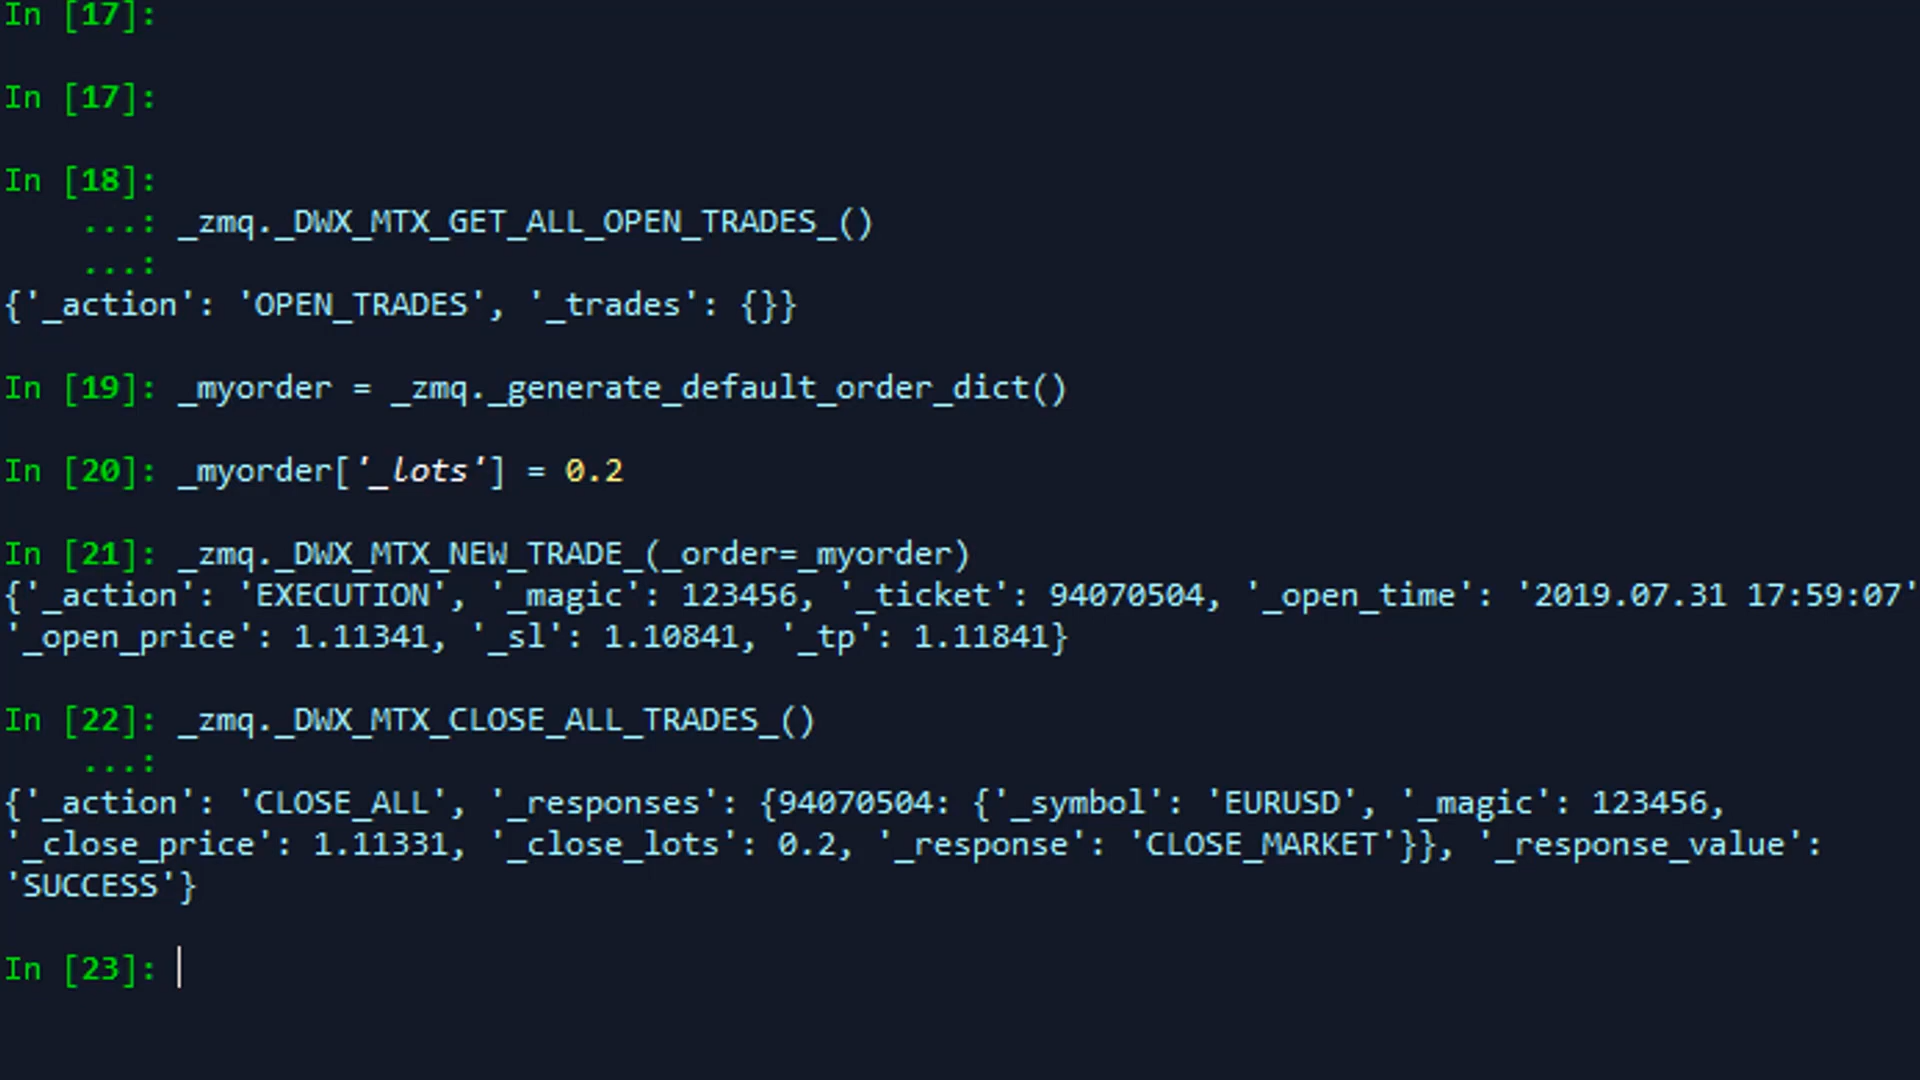 In [17]:
In [17]:
In [18]:
...: _zmq._DWX_MTX_GET_ALL_OPEN_TRADES_()
...:
{'_action': 'OPEN_TRADES', '_trades': {}}
In [19]: _myorder = _zmq._generate_default_order_dict()
In [20]: _myorder['_lots'] = 0.2
In [21]: _zmq._DWX_MTX_NEW_TRADE_(_order=_myorder)
{'_action': 'EXECUTION', '_magic': 123456, '_ticket': 94070504, '_open_time': '2019.07.31 17:59:07'
'_open_price': 1.11341, '_sl': 1.10841, '_tp': 1.11841}
In [22]: _zmq._DWX_MTX_CLOSE_ALL_TRADES_()
...:
{'_action': 'CLOSE_ALL', '_responses': {94070504: {'_symbol': 'EURUSD', '_magic': 123456,
'_close_price': 1.11331, '_close_lots': 0.2, '_response': 'CLOSE_MARKET'}}, '_response_value':
'SUCCESS'}
In [23]: